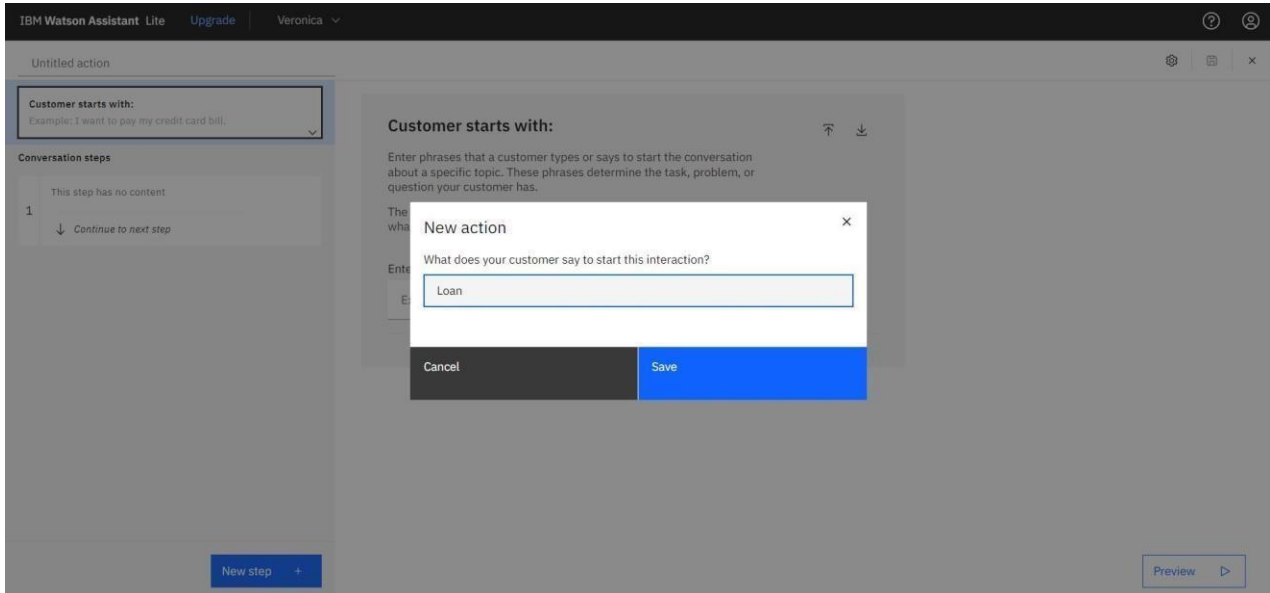 IBM Watson Assistant Lite Upgrade Veronica
Untitled action
Customer starts with:
Example: I want to pay my credit card bill.
Conversation steps
1
This step has no content
Continue to next step
New step +
Customer starts with:
Enter phrases that a customer types or says to start the conversation
about a specific topic. These phrases determine the task, problem, or
question your customer has.
The
wha
Ente
New action
What does your customer say to start this interaction?
Loan
Cancel
Save
Preview